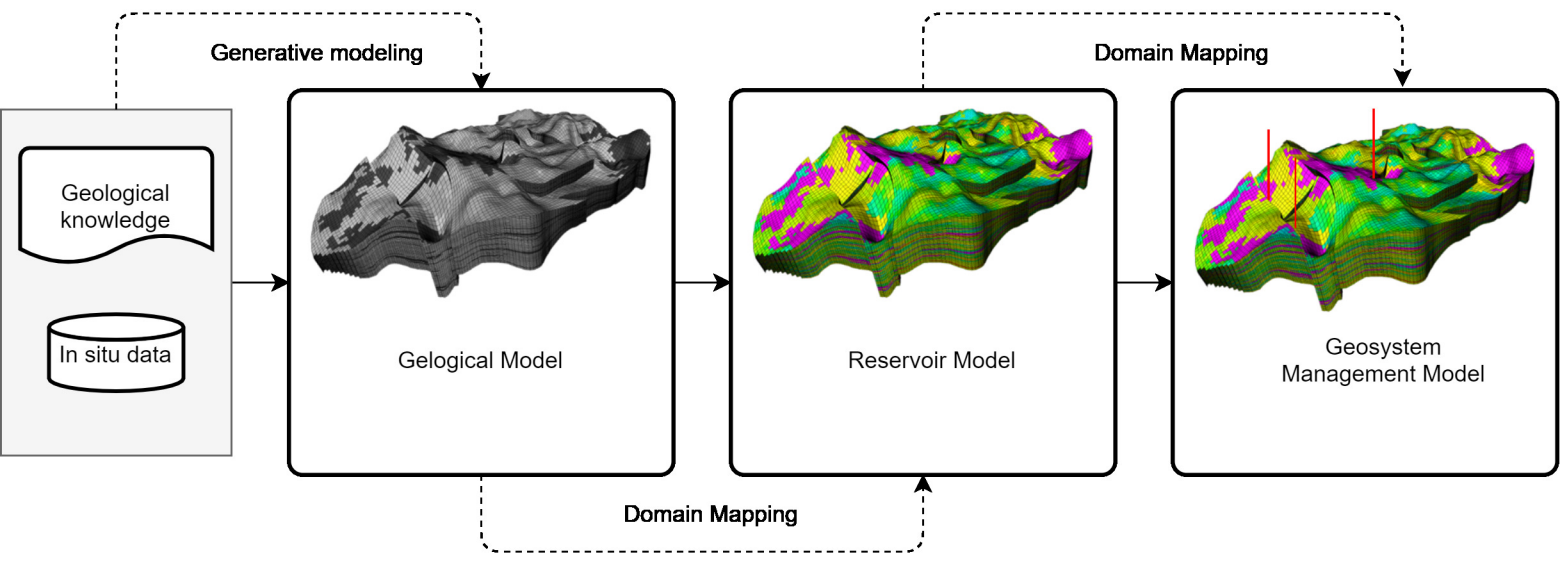 Generative modeling
Domain Mapping
Geological
knowledge
In situ data
Gelogical Model
Reservoir Model
Geosystem
Management Model
Domain Mapping